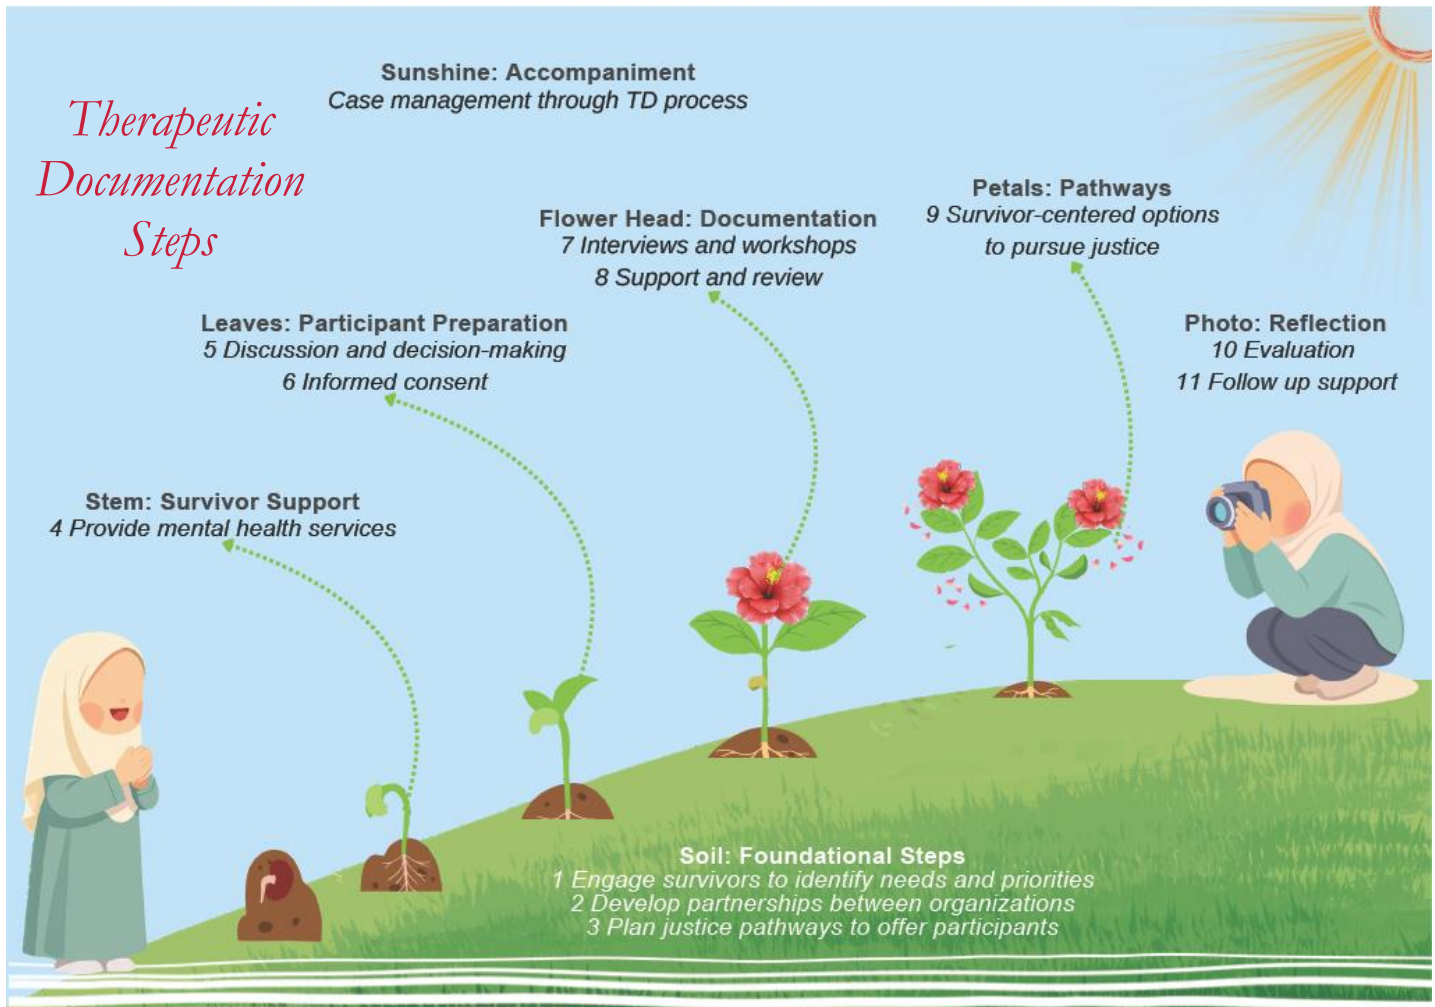 Therapeutic
Documentation
Steps
Sunshine: Accompaniment
Case management through TD process
Petals: Pathways
9 Survivor-centered options
to pursue justice
Flower Head: Documentation
7 Interviews and workshops
8 Support and review
Leaves: Participant Preparation
5 Discussion and decision-making
6 Informed consent
Photo: Reflection
10 Evaluation
11 Follow up support
Stem: Survivor Support
4 Provide mental health services
Soil: Foundational Steps
1 Engage survivors to identify needs and priorities
2 Develop partnerships between organizations
3 Plan justice pathways to offer participants